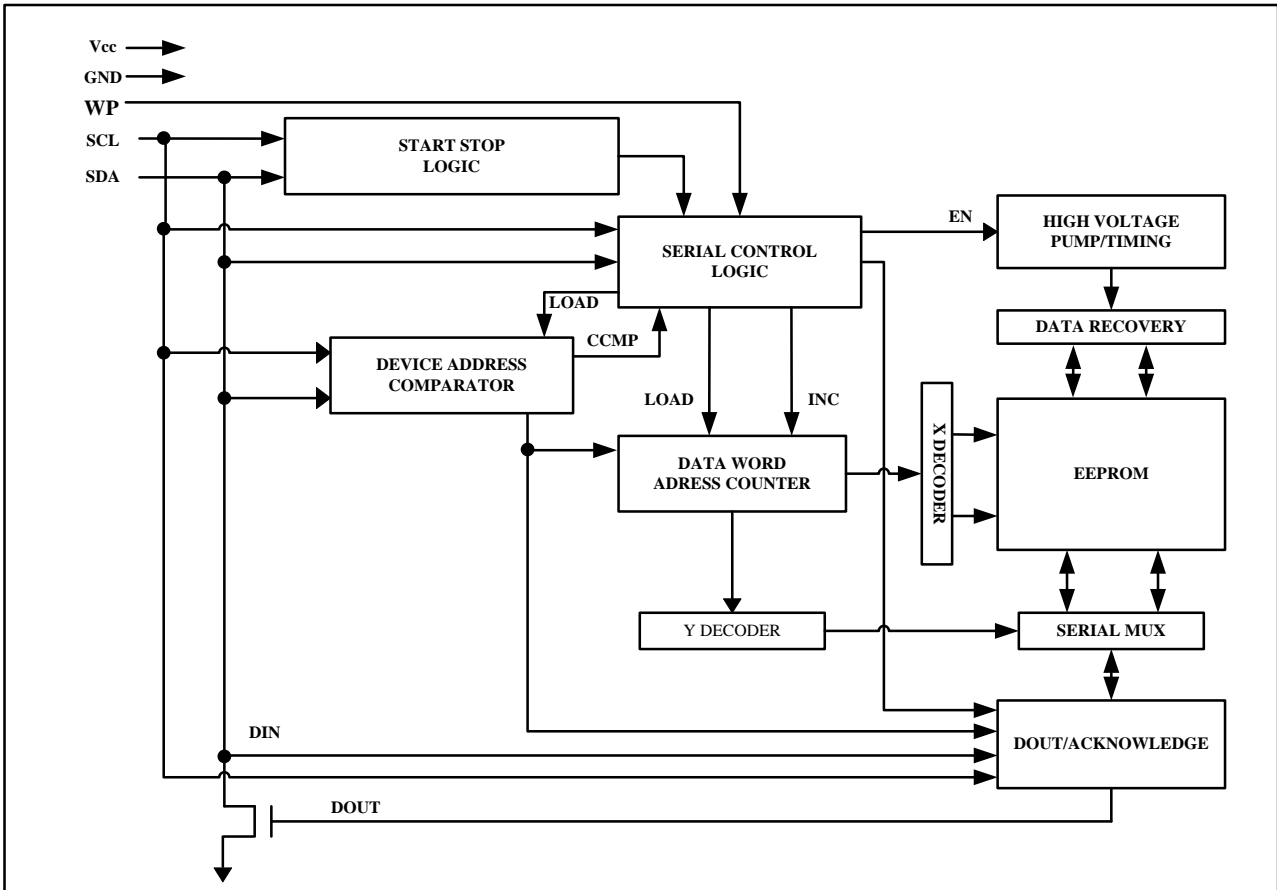 Vcc
GND
WP
SCL
SDA
START STOP
LOGIC
SERIAL CONTROL
LOGIC
EN
HIGH VOLTAGE
PUMP/TIMING
LOAD
CCMP
DATA RECOVERY
DEVICE ADDRESS
COMPARATOR
LOAD
INC
X DECODER
EEPROM
DATA WORD
ADRESS COUNTER
Y DECODER
SERIAL MUX
DIN
DOUT/ACKNOWLEDGE
DOUT